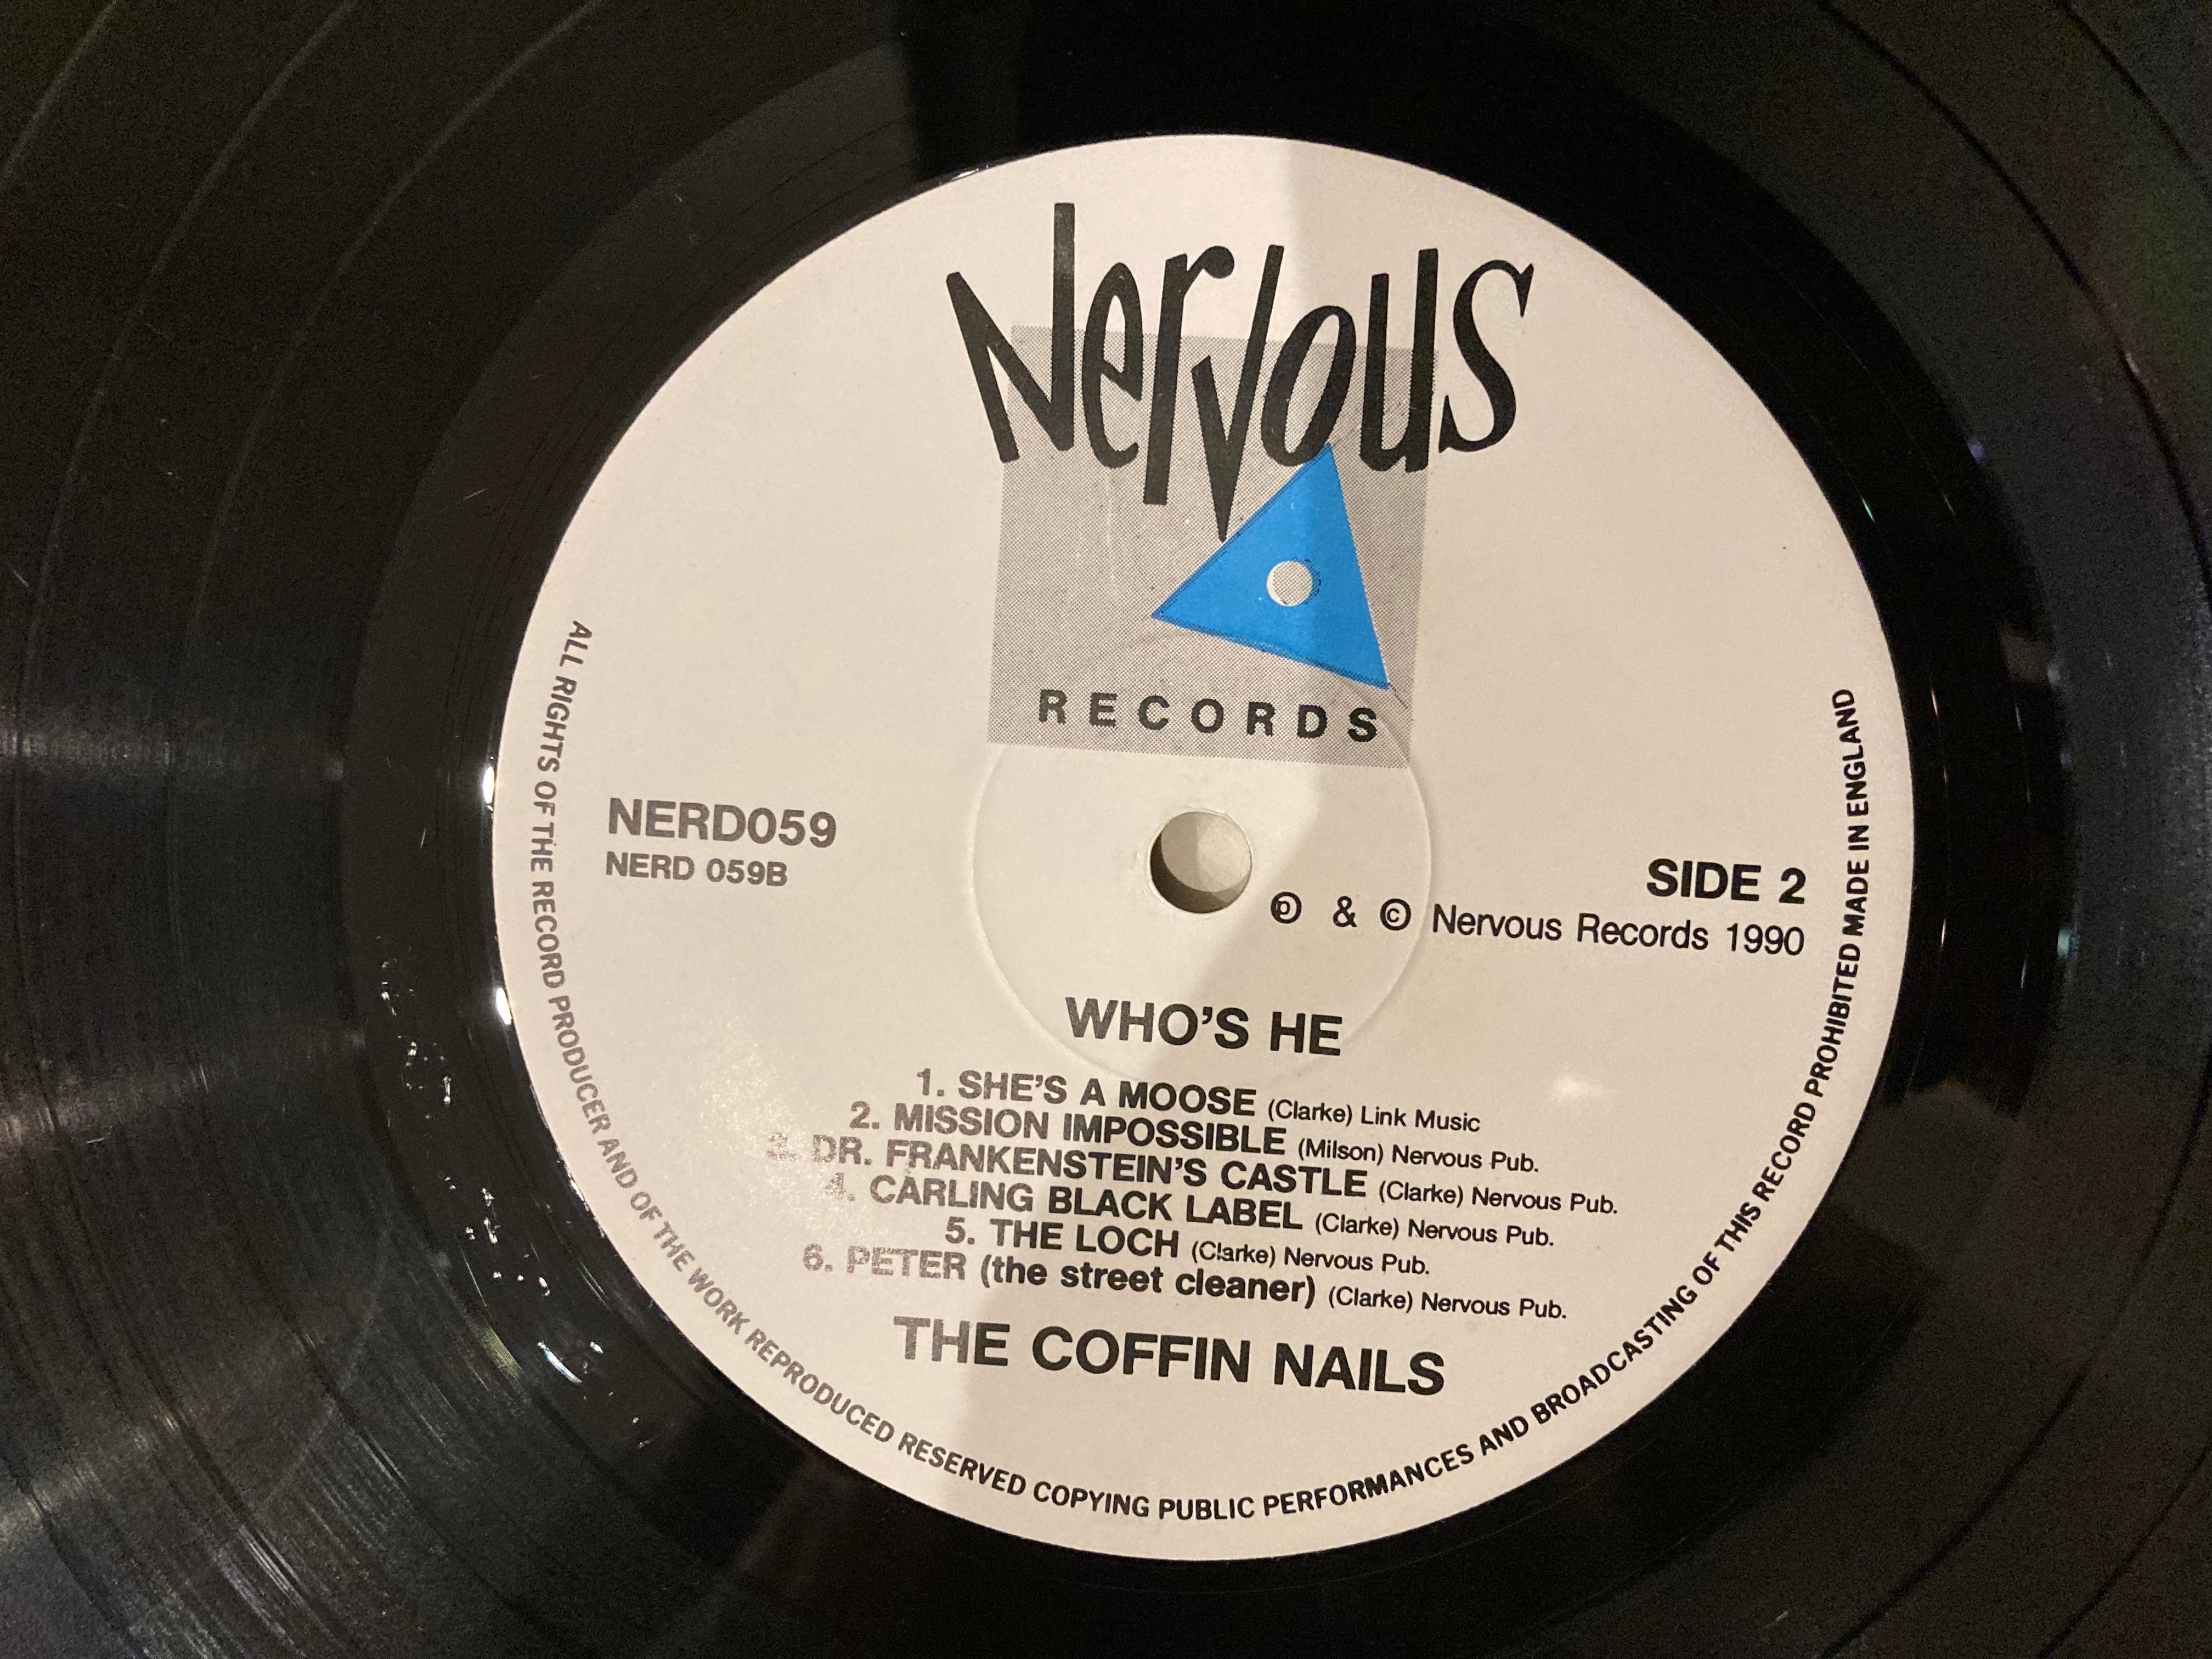 Nervous
RECORDS
NERD059
NERD 059B
SIDE 2
℗ & © Nervous Records 1990
WHO'S HE
1. SHE'S A MOOSE (Clarke) Link Music
2. MISSION IMPOSSIBLE (Milson) Nervous Pub.
3. DR. FRANKENSTEIN'S CASTLE (Clarke) Nervous Pub.
4. CARLING BLACK LABEL (Clarke) Nervous Pub.
5. THE LOCH (Clarke) Nervous Pub.
6. PETER (the street cleaner) (Clarke) Nervous Pub.
THE COFFIN NAILS
ALL RIGHTS OF THE RECORD PRODUCER AND OF THE WORK REPRODUCED RESERVED COPYING PUBLIC PERFORMANCES AND BROADCASTING OF THIS RECORD PROHIBITED MADE IN ENGLAND